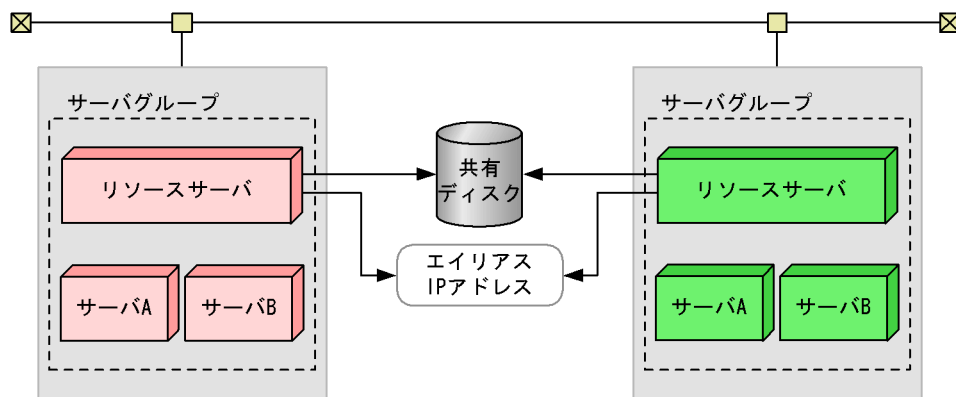 サーバグループ
サーバグループ
リソースサーバ
共有
ディスク
リソースサーバ
エイリアス
IPアドレス
サーバA
サーバB
サーバA
サーバB